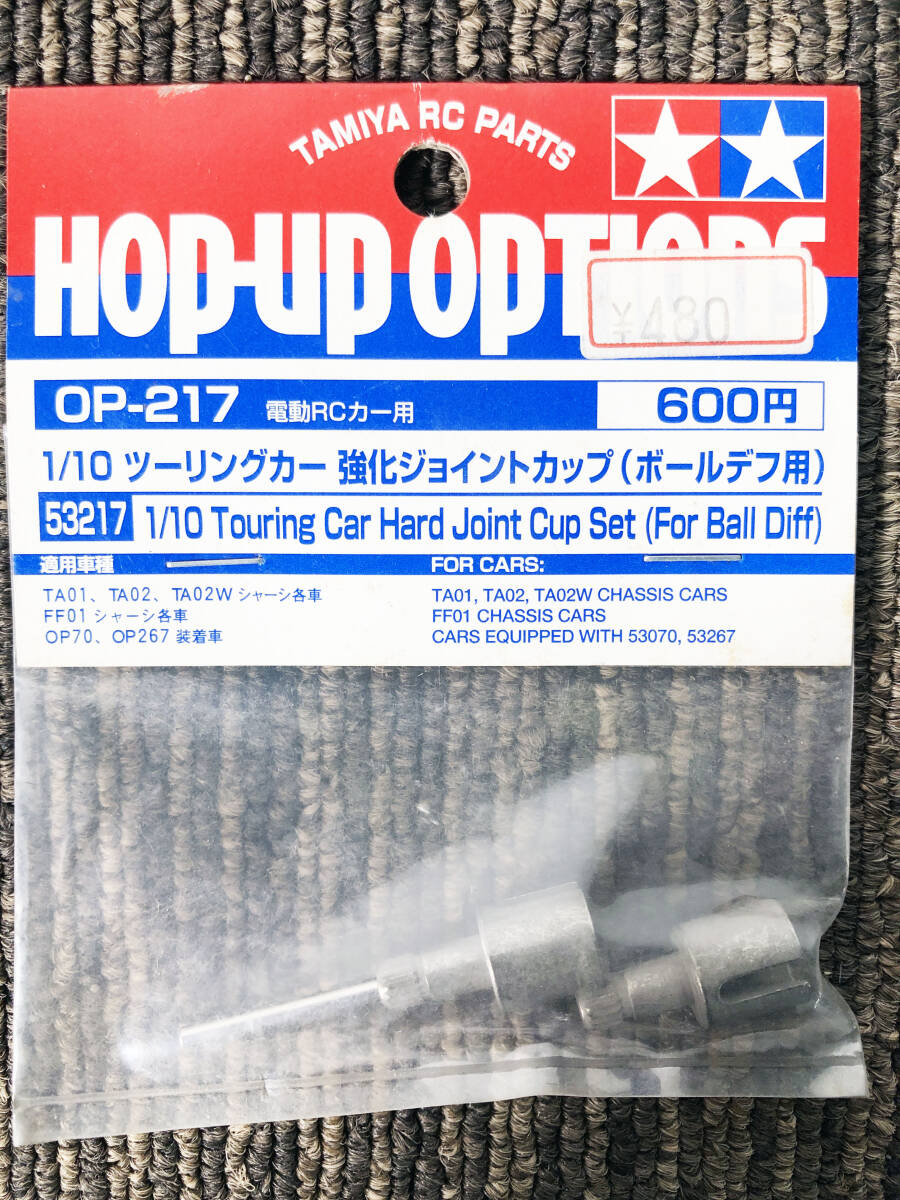 TAMIYA RC PARTS
HOP-UP OPTIONS
¥480
OP-217 電動RCカー用 600円
1/10 ツーリングカー 強化ジョイントカップ(ボールデフ用)
53217 1/10 Touring Car Hard Joint Cup Set (For Ball Diff)
適用車種
TA01、TA02、TA02W シャーシ各車
FF01 シャーシ各車
OP70、OP267 装着車
FOR CARS:
TA01, TA02, TA02W CHASSIS CARS
FF01 CHASSIS CARS
CARS EQUIPPED WITH 53070, 53267